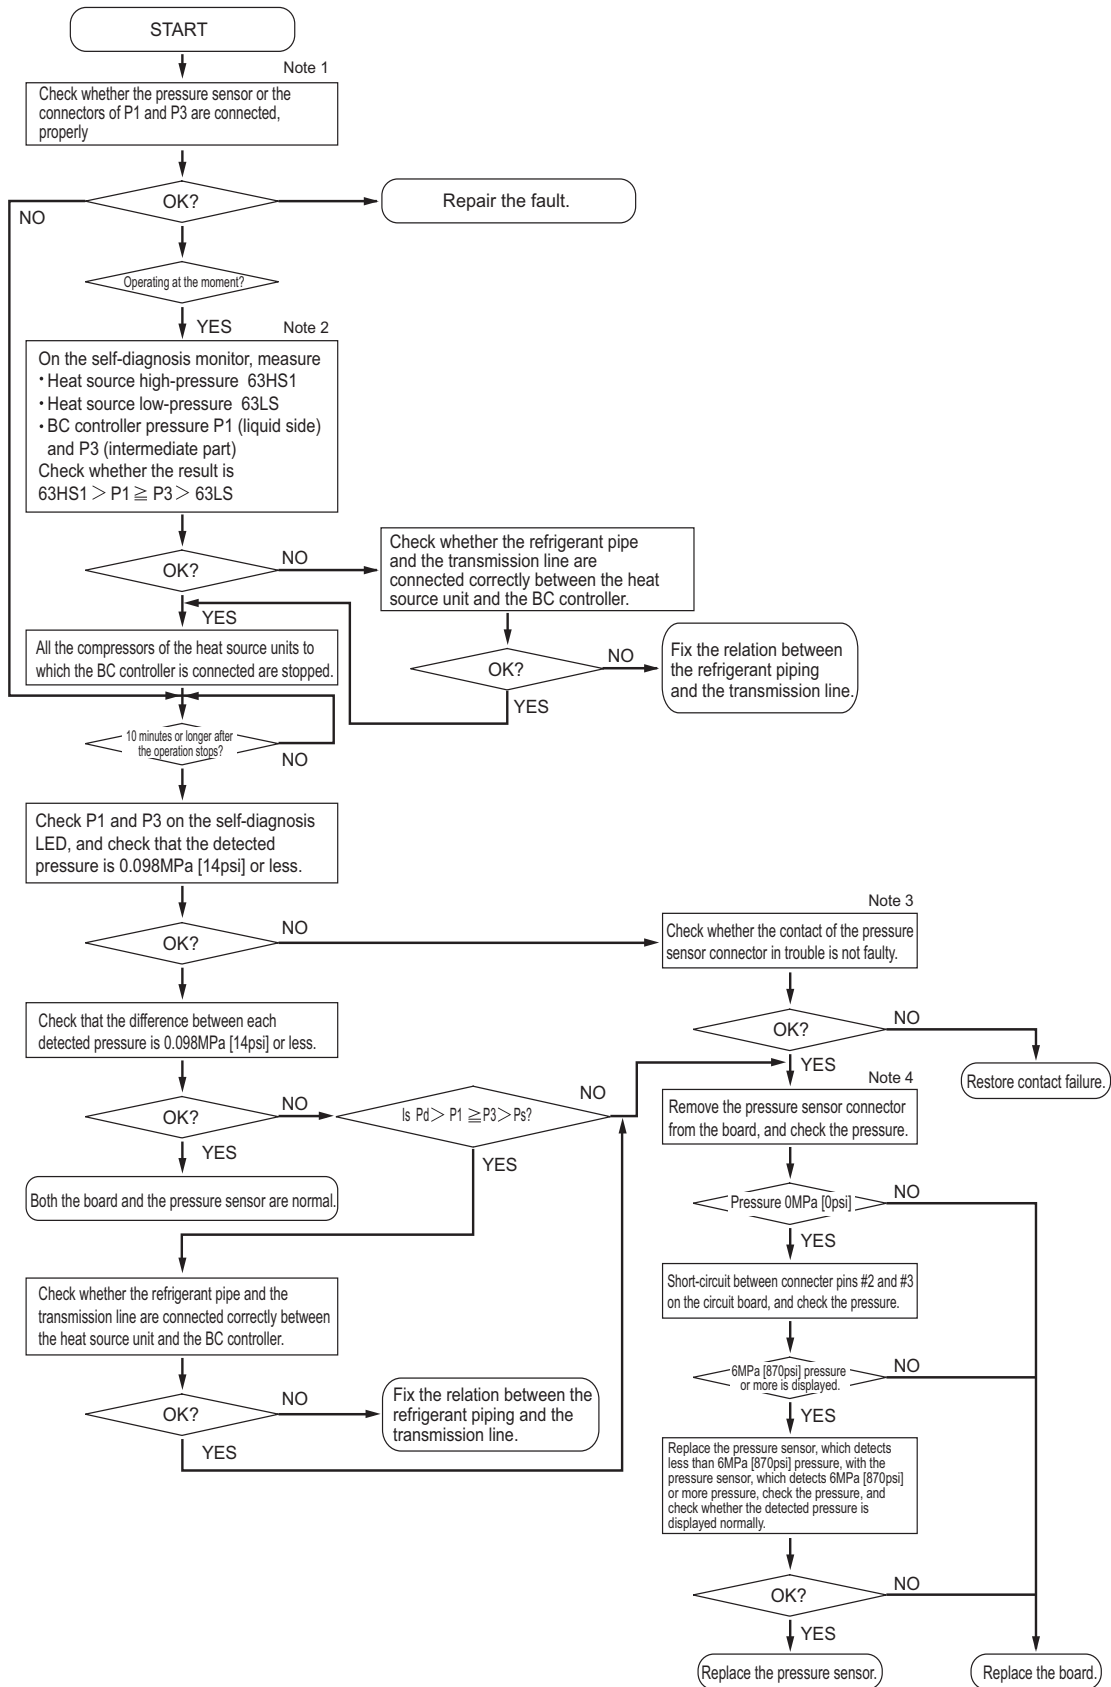 START
Note 1
Check whether the pressure sensor or the
connectors of P1 and P3 are connected,
properly
OK?
NO
Repair the fault.
Operating at the moment?
YES
Note 2
On the self-diagnosis monitor, measure
・Heat source high-pressure 63HS1
・Heat source low-pressure 63LS
・BC controller pressure P1 (liquid side)
and P3 (intermediate part)
Check whether the result is
63HS1＞P1≧P3＞63LS
OK?
NO
Check whether the refrigerant pipe
and the transmission line are
connected correctly between the heat
source unit and the BC controller.
YES
All the compressors of the heat source units to
which the BC controller is connected are stopped.
OK?
NO
Fix the relation between
the refrigerant piping
and the transmission line.
YES
10 minutes or longer after
the operation stops?
NO
Check P1 and P3 on the self-diagnosis
LED, and check that the detected
pressure is 0.098MPa [14psi] or less.
OK?
NO
Note 3
Check whether the contact of the pressure
sensor connector in trouble is not faulty.
Check that the difference between each
detected pressure is 0.098MPa [14psi] or less.
OK?
NO
Restore contact failure.
YES
OK?
NO
Is Pd＞P1≧P3＞Ps?
NO
YES
YES
Both the board and the pressure sensor are normal.
Note 4
Remove the pressure sensor connector
from the board, and check the pressure.
Pressure 0MPa [0psi]
NO
YES
Check whether the refrigerant pipe and the
transmission line are connected correctly between
the heat source unit and the BC controller.
OK?
NO
Fix the relation between the
refrigerant piping and the
transmission line.
YES
Short-circuit between connecter pins #2 and #3
on the circuit board, and check the pressure.
6MPa [870psi] pressure
or more is displayed.
NO
YES
Replace the pressure sensor, which detects
less than 6MPa [870psi] pressure, with the
pressure sensor, which detects 6MPa [870psi]
or more pressure, check the pressure, and
check whether the detected pressure is
displayed normally.
OK?
NO
YES
Replace the pressure sensor.
Replace the board.